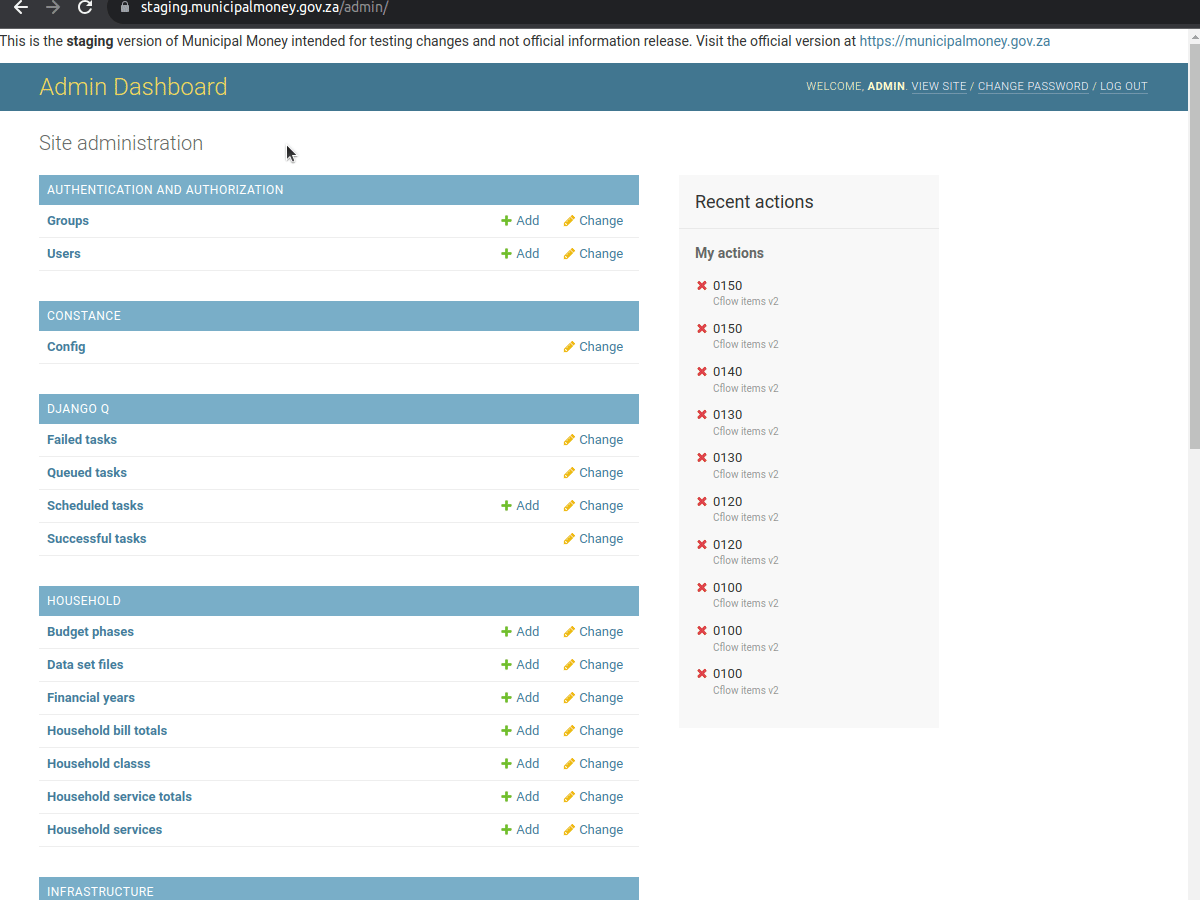 staging.municipalmoney.gov.za/admin/
This is the staging version of Municipal Money intended for testing changes and not official information release. Visit the official version at https://municipalmoney.gov.za
Admin Dashboard
WELCOME, ADMIN. VIEW SITE / CHANGE PASSWORD / LOG OUT
Site administration
AUTHENTICATION AND AUTHORIZATION
Groups Add Change
Users Add Change
CONSTANCE
Config Change
DJANGO Q
Failed tasks Change
Queued tasks Change
Scheduled tasks Add Change
Successful tasks Change
HOUSEHOLD
Budget phases Add Change
Data set files Add Change
Financial years Add Change
Household bill totals Add Change
Household classs Add Change
Household service totals Add Change
Household services Add Change
INFRASTRUCTURE
Recent actions
My actions
0150
Cflow items v2
0150
Cflow items v2
0140
Cflow items v2
0130
Cflow items v2
0130
Cflow items v2
0120
Cflow items v2
0120
Cflow items v2
0100
Cflow items v2
0100
Cflow items v2
0100
Cflow items v2